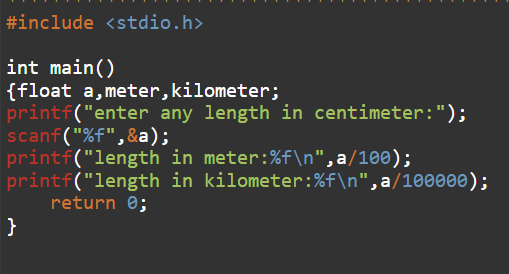 #include <stdio.h>
int main()
{float a,meter,kilometer;
printf("enter any length in centimeter:");
scanf("%f",&a);
printf("length in meter:%f\n",a/100);
printf("length in kilometer:%f\n",a/100000);
    return 0;
}